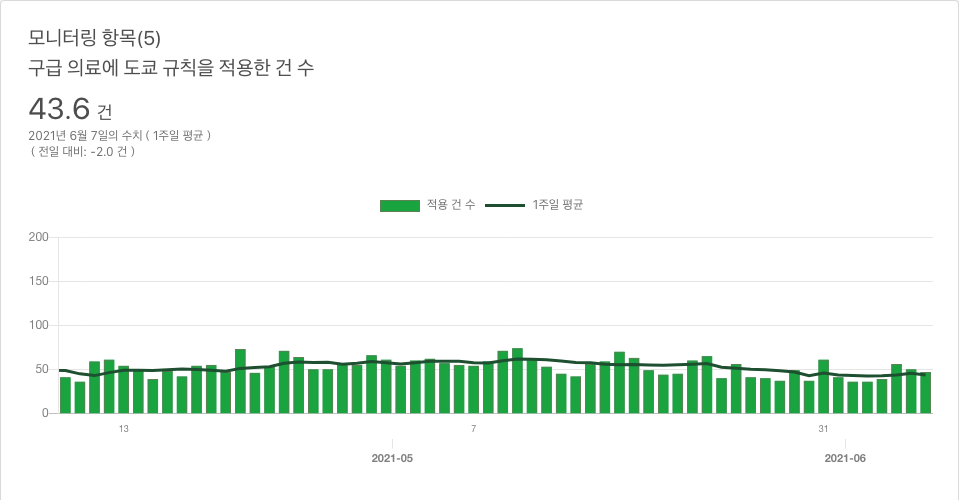 모니터링 항목(5)
구급 의료에 도쿄 규칙을 적용한 건 수
43.6 건
2021년 6월 7일의 수치 ( 1주일 평균 )
( 전일 대비: -2.0 건 )
적용 건 수 1주일 평균
200
150
100
50
0
13 7 31
2021-05 2021-06